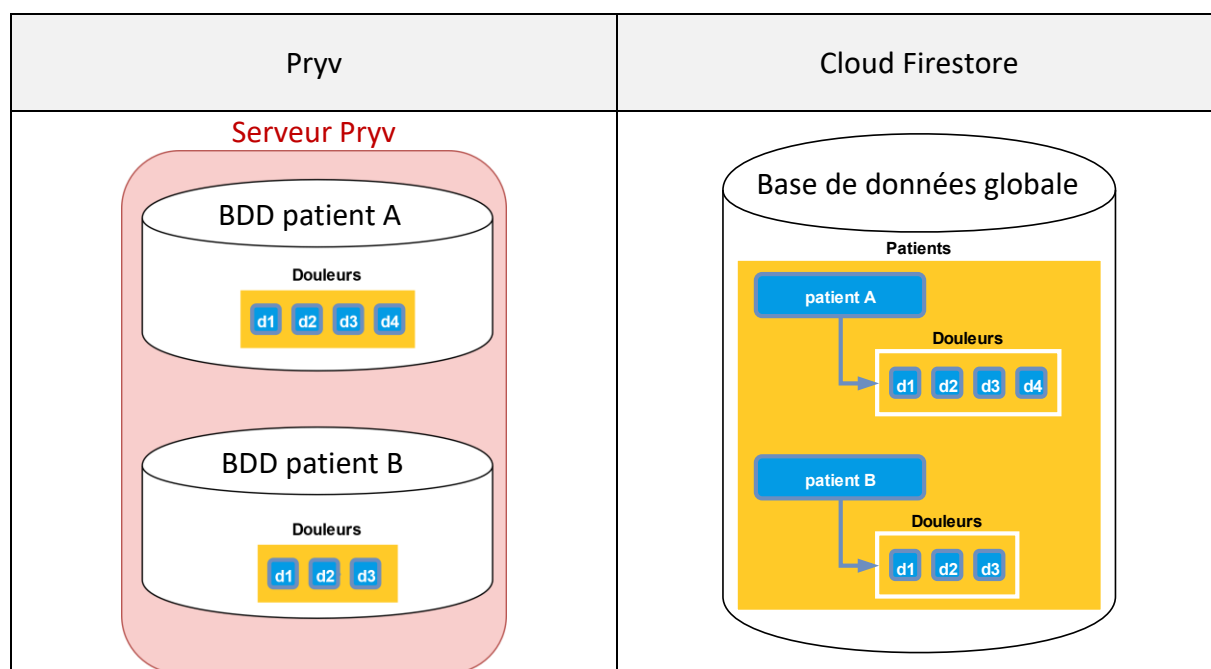 Pryv
Cloud Firestore
Serveur Pryv
BDD patient A
Douleurs
d1 d2 d3 d4
BDD patient B
Douleurs
d1 d2 d3
Base de données globale
Patients
patient A
Douleurs
d1 d2 d3 d4
patient B
Douleurs
d1 d2 d3